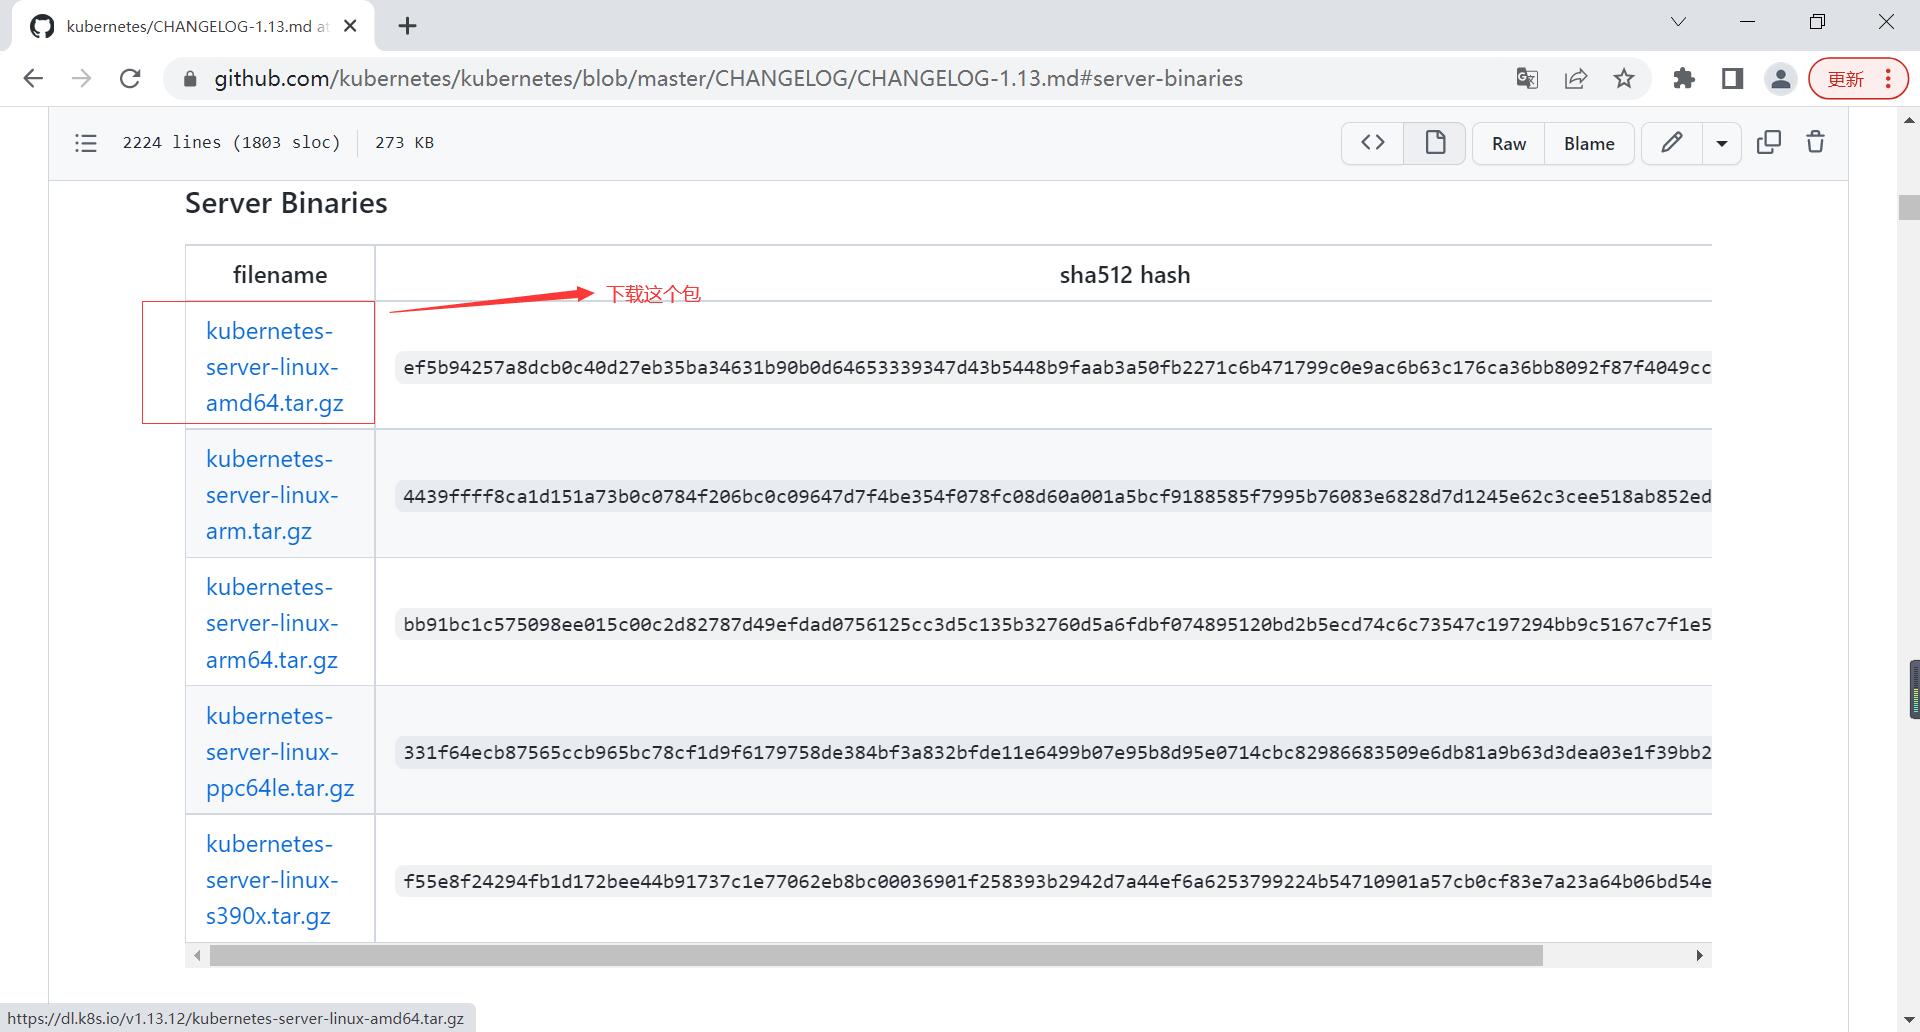 kubernetes/CHANGELOG-1.13.md at
github.com/kubernetes/kubernetes/blob/master/CHANGELOG/CHANGELOG-1.13.md#server-binaries
更新
2224 lines (1803 sloc)
273 KB
Raw
Blame
Server Binaries
filename
sha512 hash
下载这个包
kubernetes-
server-linux-
amd64.tar.gz
ef5b94257a8dcb0c40d27eb35ba34631b90b0d64653339347d43b5448b9faab3a50fb2271c6b471799c0e9ac6b63c176ca36bb8092f87f4049cc
kubernetes-
server-linux-
arm.tar.gz
4439ffff8ca1d151a73b0c0784f206bc0c09647d7f4be354f078fc08d60a001a5bcf9188585f7995b76083e6828d7d1245e62c3cee518ab852ed
kubernetes-
server-linux-
arm64.tar.gz
bb91bc1c575098ee015c00c2d82787d49efdad0756125cc3d5c135b32760d5a6fdbf074895120bd2b5ecd74c6c73547c197294bb9c5167c7f1e5
kubernetes-
server-linux-
ppc64le.tar.gz
331f64ecb87565ccb965bc78cf1d9f6179758de384bf3a832bfde11e6499b07e95b8d95e0714cbc82986683509e6db81a9b63d3dea03e1f39bb2
kubernetes-
server-linux-
s390x.tar.gz
f55e8f24294fb1d172bee44b91737c1e77062eb8bc00036901f258393b2942d7a44ef6a6253799224b54710901a57cb0cf83e7a23a64b06bd54e
https://dl.k8s.io/v1.13.12/kubernetes-server-linux-amd64.tar.gz